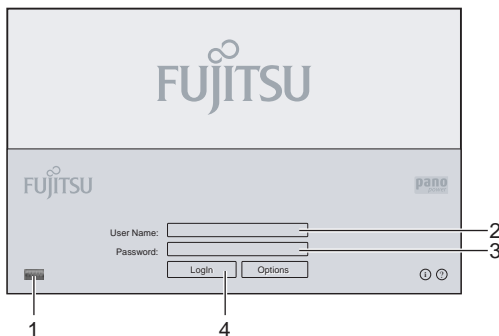 FUJITSU
FUJITSU
pano
User Name:
2
Password:
3
LogIn
Options
i
?
1
4